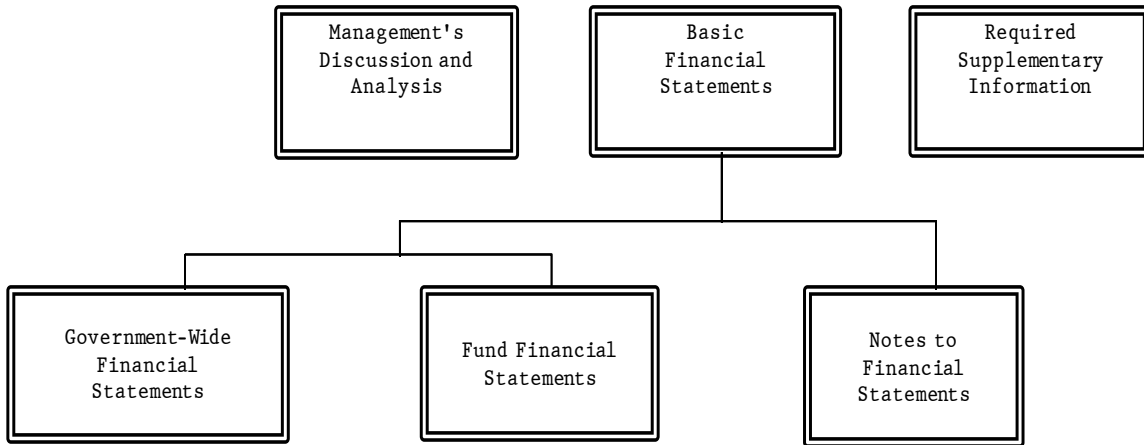 Management's
Discussion and
Analysis
Basic
Financial
Statements
Required
Supplementary
Information
Government-Wide
Financial
Statements
Fund Financial
Statements
Notes to
Financial
Statements